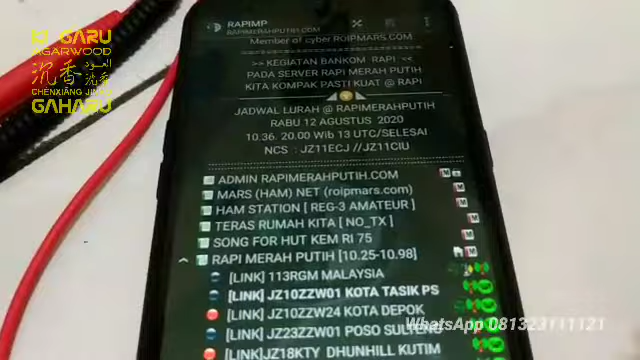 GARU
AGARWOOD
沉香
CHENXIANG
GAHARU
RAPIMP
RAPIMERAHPUTIH.COM
Member of cyber ROIPMARS.COM
>> KEGIATAN BANKOM RAPI <<
PADA SERVER RAPI MERAH PUTIH
KITA KOMPAK PASTI KUAT @ RAPI
JADWAL LURAH @ RAPIMERAHPUTIH
RABU 12 AGUSTUS 2020
10.36. 20.00 Wib 13 UTC/SELESAI
NCS : JZ11ECJ //JZ11CIU
ADMIN RAPIMERAHPUTIH.COM
MARS (HAM) NET (roipmars.com)
HAM STATION [ REG-3 AMATEUR ]
TERAS RUMAH KITA [ NO_TX ]
SONG FOR HUT KEM RI 75
RAPI MERAH PUTIH [10.25-10.98]
[LINK] 113RGM MALAYSIA
[LINK] JZ10ZZW01 KOTA TASIK PS
[LINK] JZ10ZZW24 KOTA DEPOK
[LINK] JZ23ZZW01 POSO
[LINK]JZ18KTY DHUNHILL KUTIM
WhatsApp 081323111121